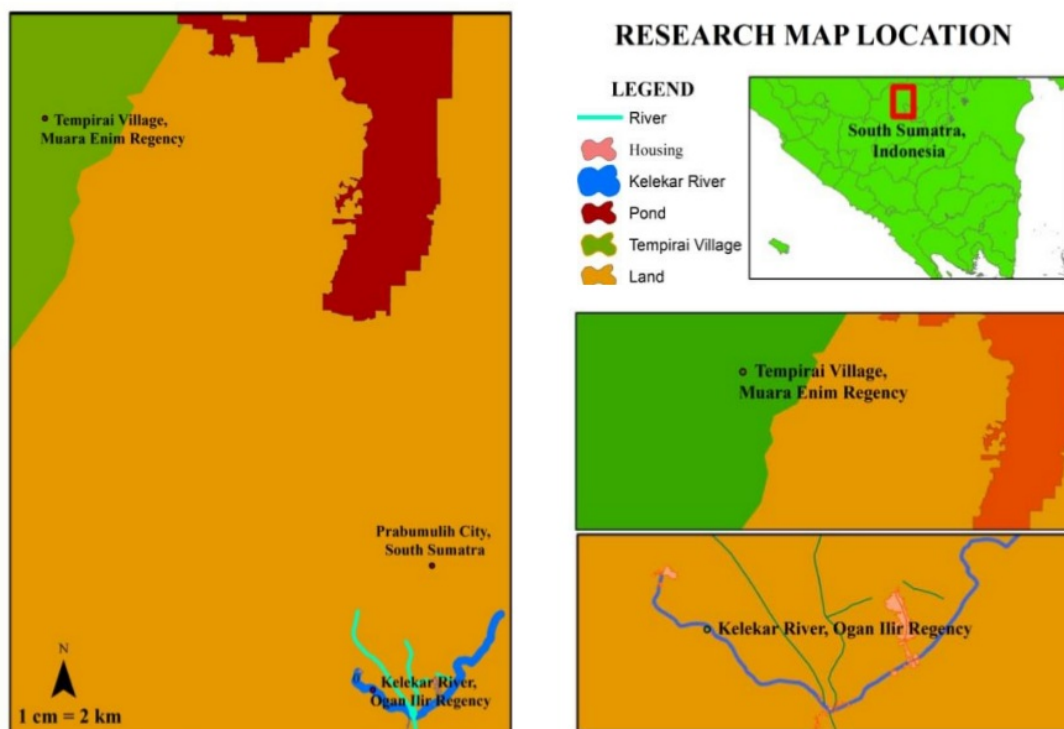 Tempirai Village,
Muara Enim Regency
Prabumulih City,
South Sumatra
Kelekar River,
Ogan Ilir Regency
N
1 cm = 2 km
RESEARCH MAP LOCATION
LEGEND
River
Housing
Kelekar River
Pond
Tempirai Village
Land
South Sumatra,
Indonesia
Tempirai Village,
Muara Enim Regency
Kelekar River, Ogan Ilir Regency